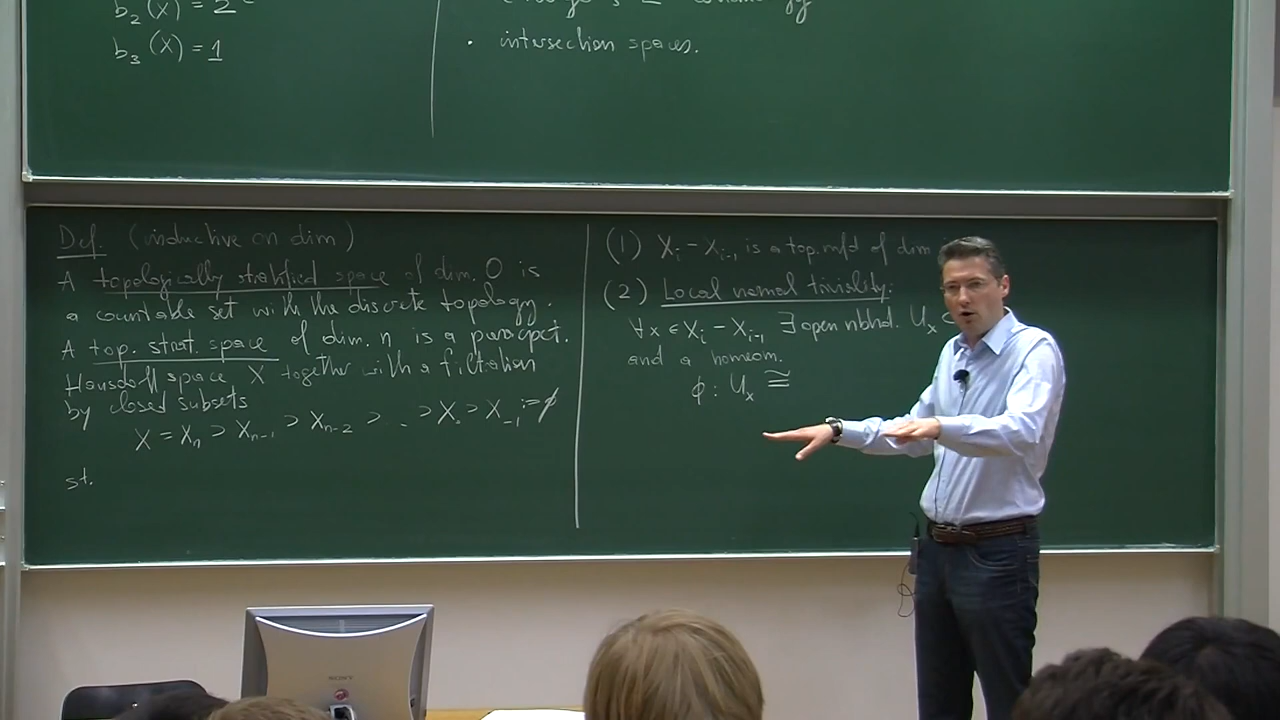 b₂(X) = 2
b₃(X) = 1
• intersection spaces.
Def. (inductive on dim)
A topologically stratified space of dim. 0 is
a countable set with the discrete topology.
A top. strat. space of dim. n is a paracpct.
Hausdorff space X together with a filtration
by closed subsets
X = Xₙ ⊃ Xₙ₋₁ ⊃ Xₙ₋₂ ⊃ ... ⊃ X₀ ⊃ X₋₁ := ∅
st.
(1) Xᵢ - Xᵢ₋₁ is a top. mfd of dim i
(2) Local normal triviality.
∀ x ∈ Xᵢ - Xᵢ₋₁ ∃ open nbhd. Uₓ ⊂
and a homeom.
ϕ : Uₓ ≅
SONY